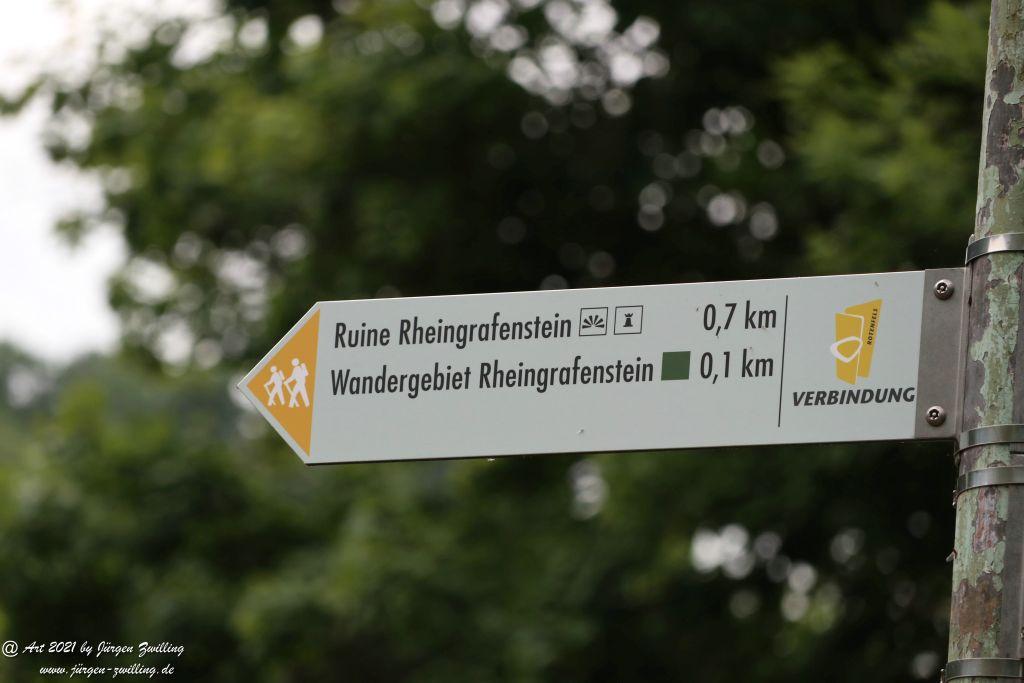 Ruine Rheingrafenstein 0,7 km
Wandergebiet Rheingrafenstein 0,1 km
ROTENFELS
VERBINDUNG
@ Art 2021 by Jürgen Zwilling
www.jürgen-zwilling.de